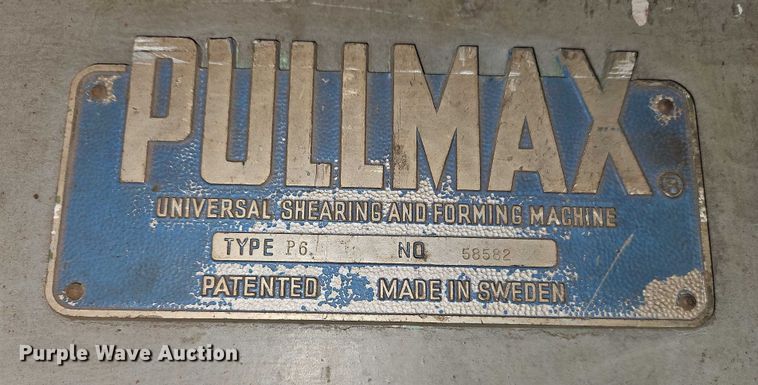 PULLMAX
®
UNIVERSAL SHEARING AND FORMING MACHINE
TYPE P6 NO 58582
PATENTED MADE IN SWEDEN
Purple Wave Auction